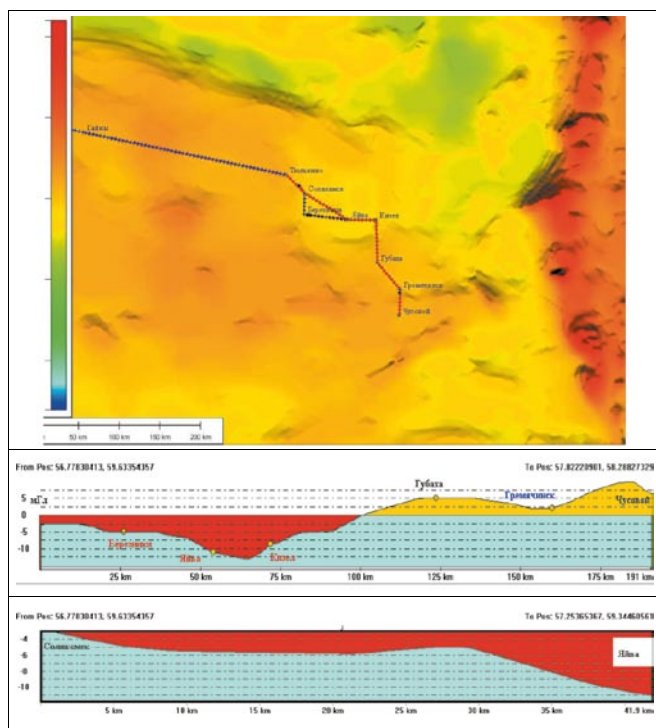 Гайны
Тюлькино
Соликамск
Березники
Яйва
Кизел
Губаха
Гремячинск
Чусовой
50 km 100 km 150 km 200 km
From Pos: 56.77830413, 59.63354357 To Pos: 57.82220901, 58.28827329
мГл
Губаха
Гремячинск
Чусовой
5
0
-5
-10
Березники
Яйва
Кизел
25 km 50 km 75 km 100 km 125 km 150 km 175 km 191 km
From Pos: 56.77830413, 59.63354357 To Pos: 57.25365367, 59.34460561
-4
Соликамск
Яйва
-6
-8
-10
5 km 10 km 15 km 20 km 25 km 30 km 35 km 41.9 km